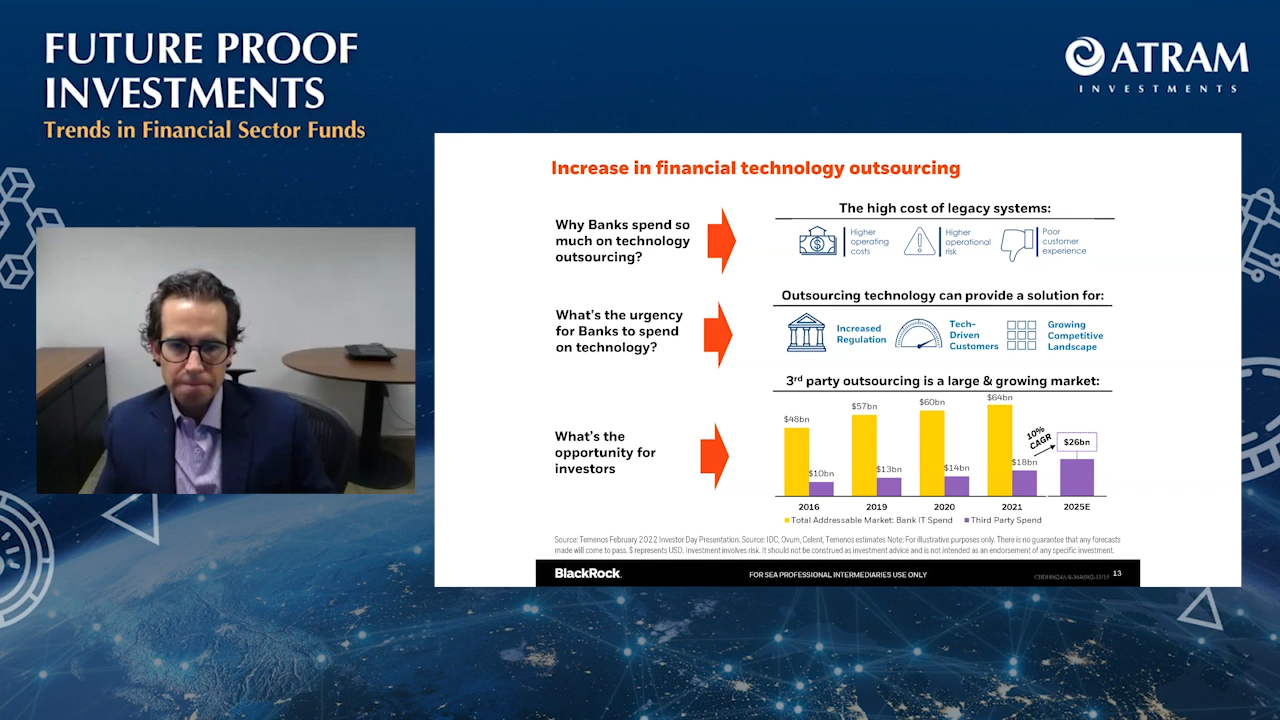 FUTURE PROOF
INVESTMENTS
Trends in Financial Sector Funds
ATRAM
INVESTMENTS
Increase in financial technology outsourcing
Why Banks spend so
much on technology
outsourcing?
The high cost of legacy systems:
Higher
operating
costs
Higher
operational
risk
Poor
customer
experience
What's the urgency
for Banks to spend
on technology?
Outsourcing technology can provide a solution for:
Increased
Regulation
Tech-
Driven
Customers
Growing
Competitive
Landscape
What's the
opportunity for
investors
3rd party outsourcing is a large & growing market:
$48bn
$10bn
$57bn
$13bn
$60bn
$14bn
$64bn
$18bn
10%
CAGR
$26bn
2016
2019
2020
2021
2025E
Total Addressable Market: Bank IT Spend
Third Party Spend
Source: Temenos February 2022 Investor Day Presentation. Source: IDC, Ovum, Celent, Temenos estimates Note: For illustrative purposes only. There is no guarantee that any forecasts
made will come to pass. $ represents USD. Investment involves risk. It should not be construed as investment advice and is not intended as an endorsement of any specific investment.
BlackRock.
FOR SEA PROFESSIONAL INTERMEDIARIES USE ONLY
13